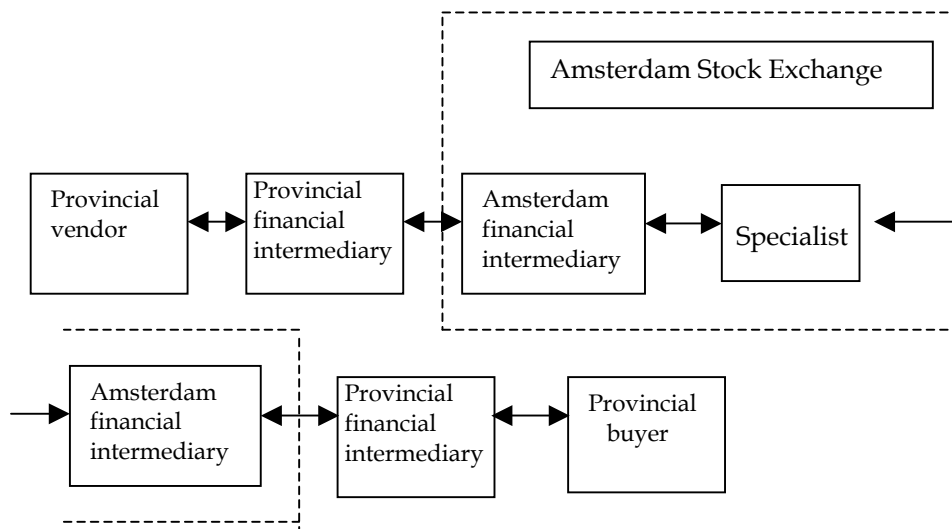 Amsterdam Stock Exchange
Provincial
vendor
Provincial
financial
intermediary
Amsterdam
financial
intermediary
Specialist
Amsterdam
financial
intermediary
Provincial
financial
intermediary
Provincial
buyer